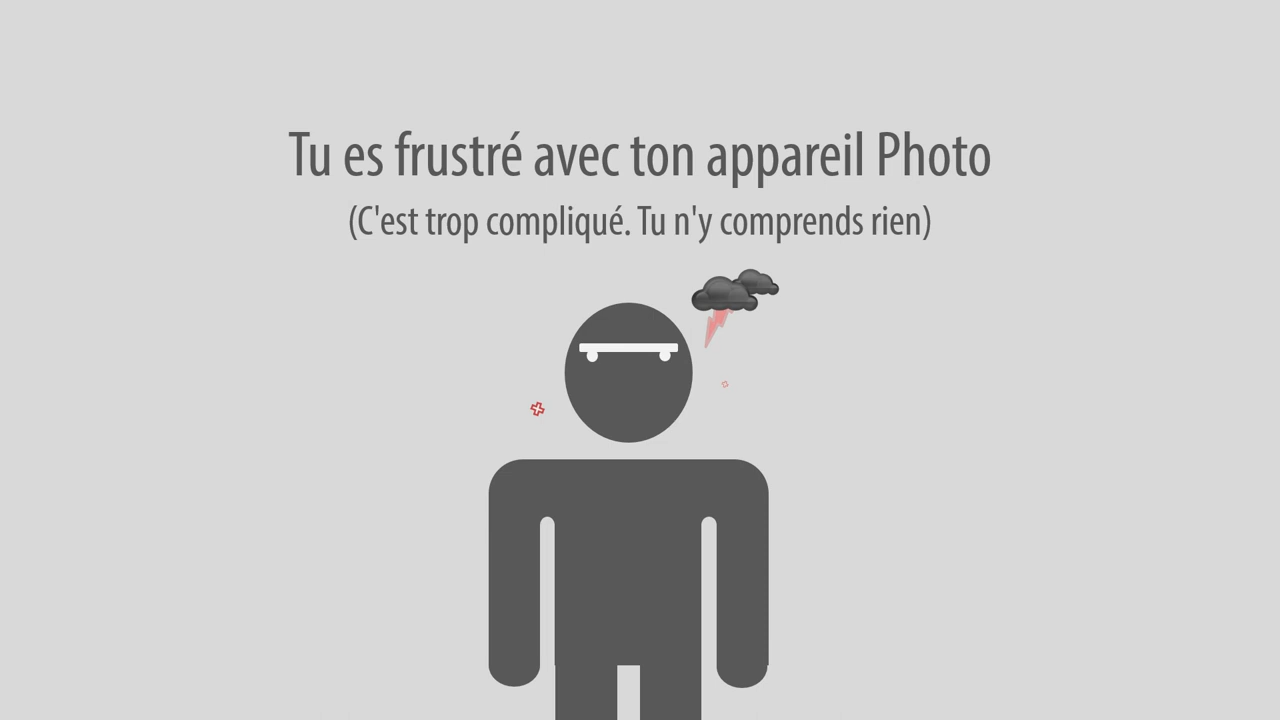 Tu es frustré avec ton appareil Photo
(C'est trop compliqué. Tu n'y comprends rien)